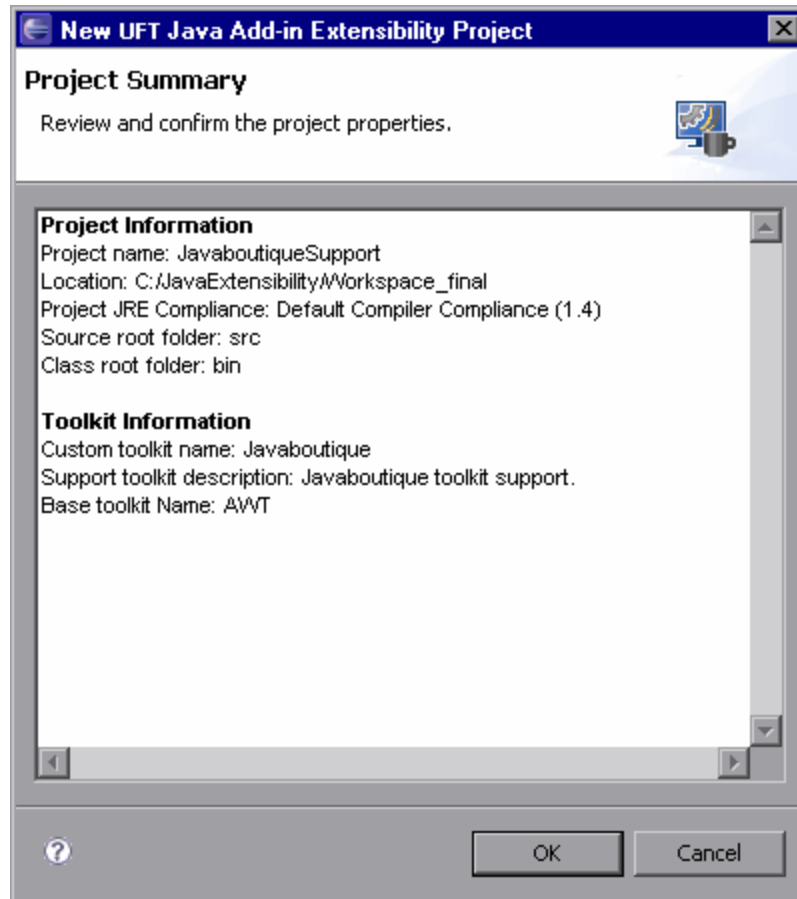 New UFT Java Add-in Extensibility Project
Project Summary
Review and confirm the project properties.
Project Information
Project name: JavaboutiqueSupport
Location: C:/JavaExtensibility/Workspace_final
Project JRE Compliance: Default Compiler Compliance (1.4)
Source root folder: src
Class root folder: bin
Toolkit Information
Custom toolkit name: Javaboutique
Support toolkit description: Javaboutique toolkit support.
Base toolkit Name: AWT
?
OK
Cancel